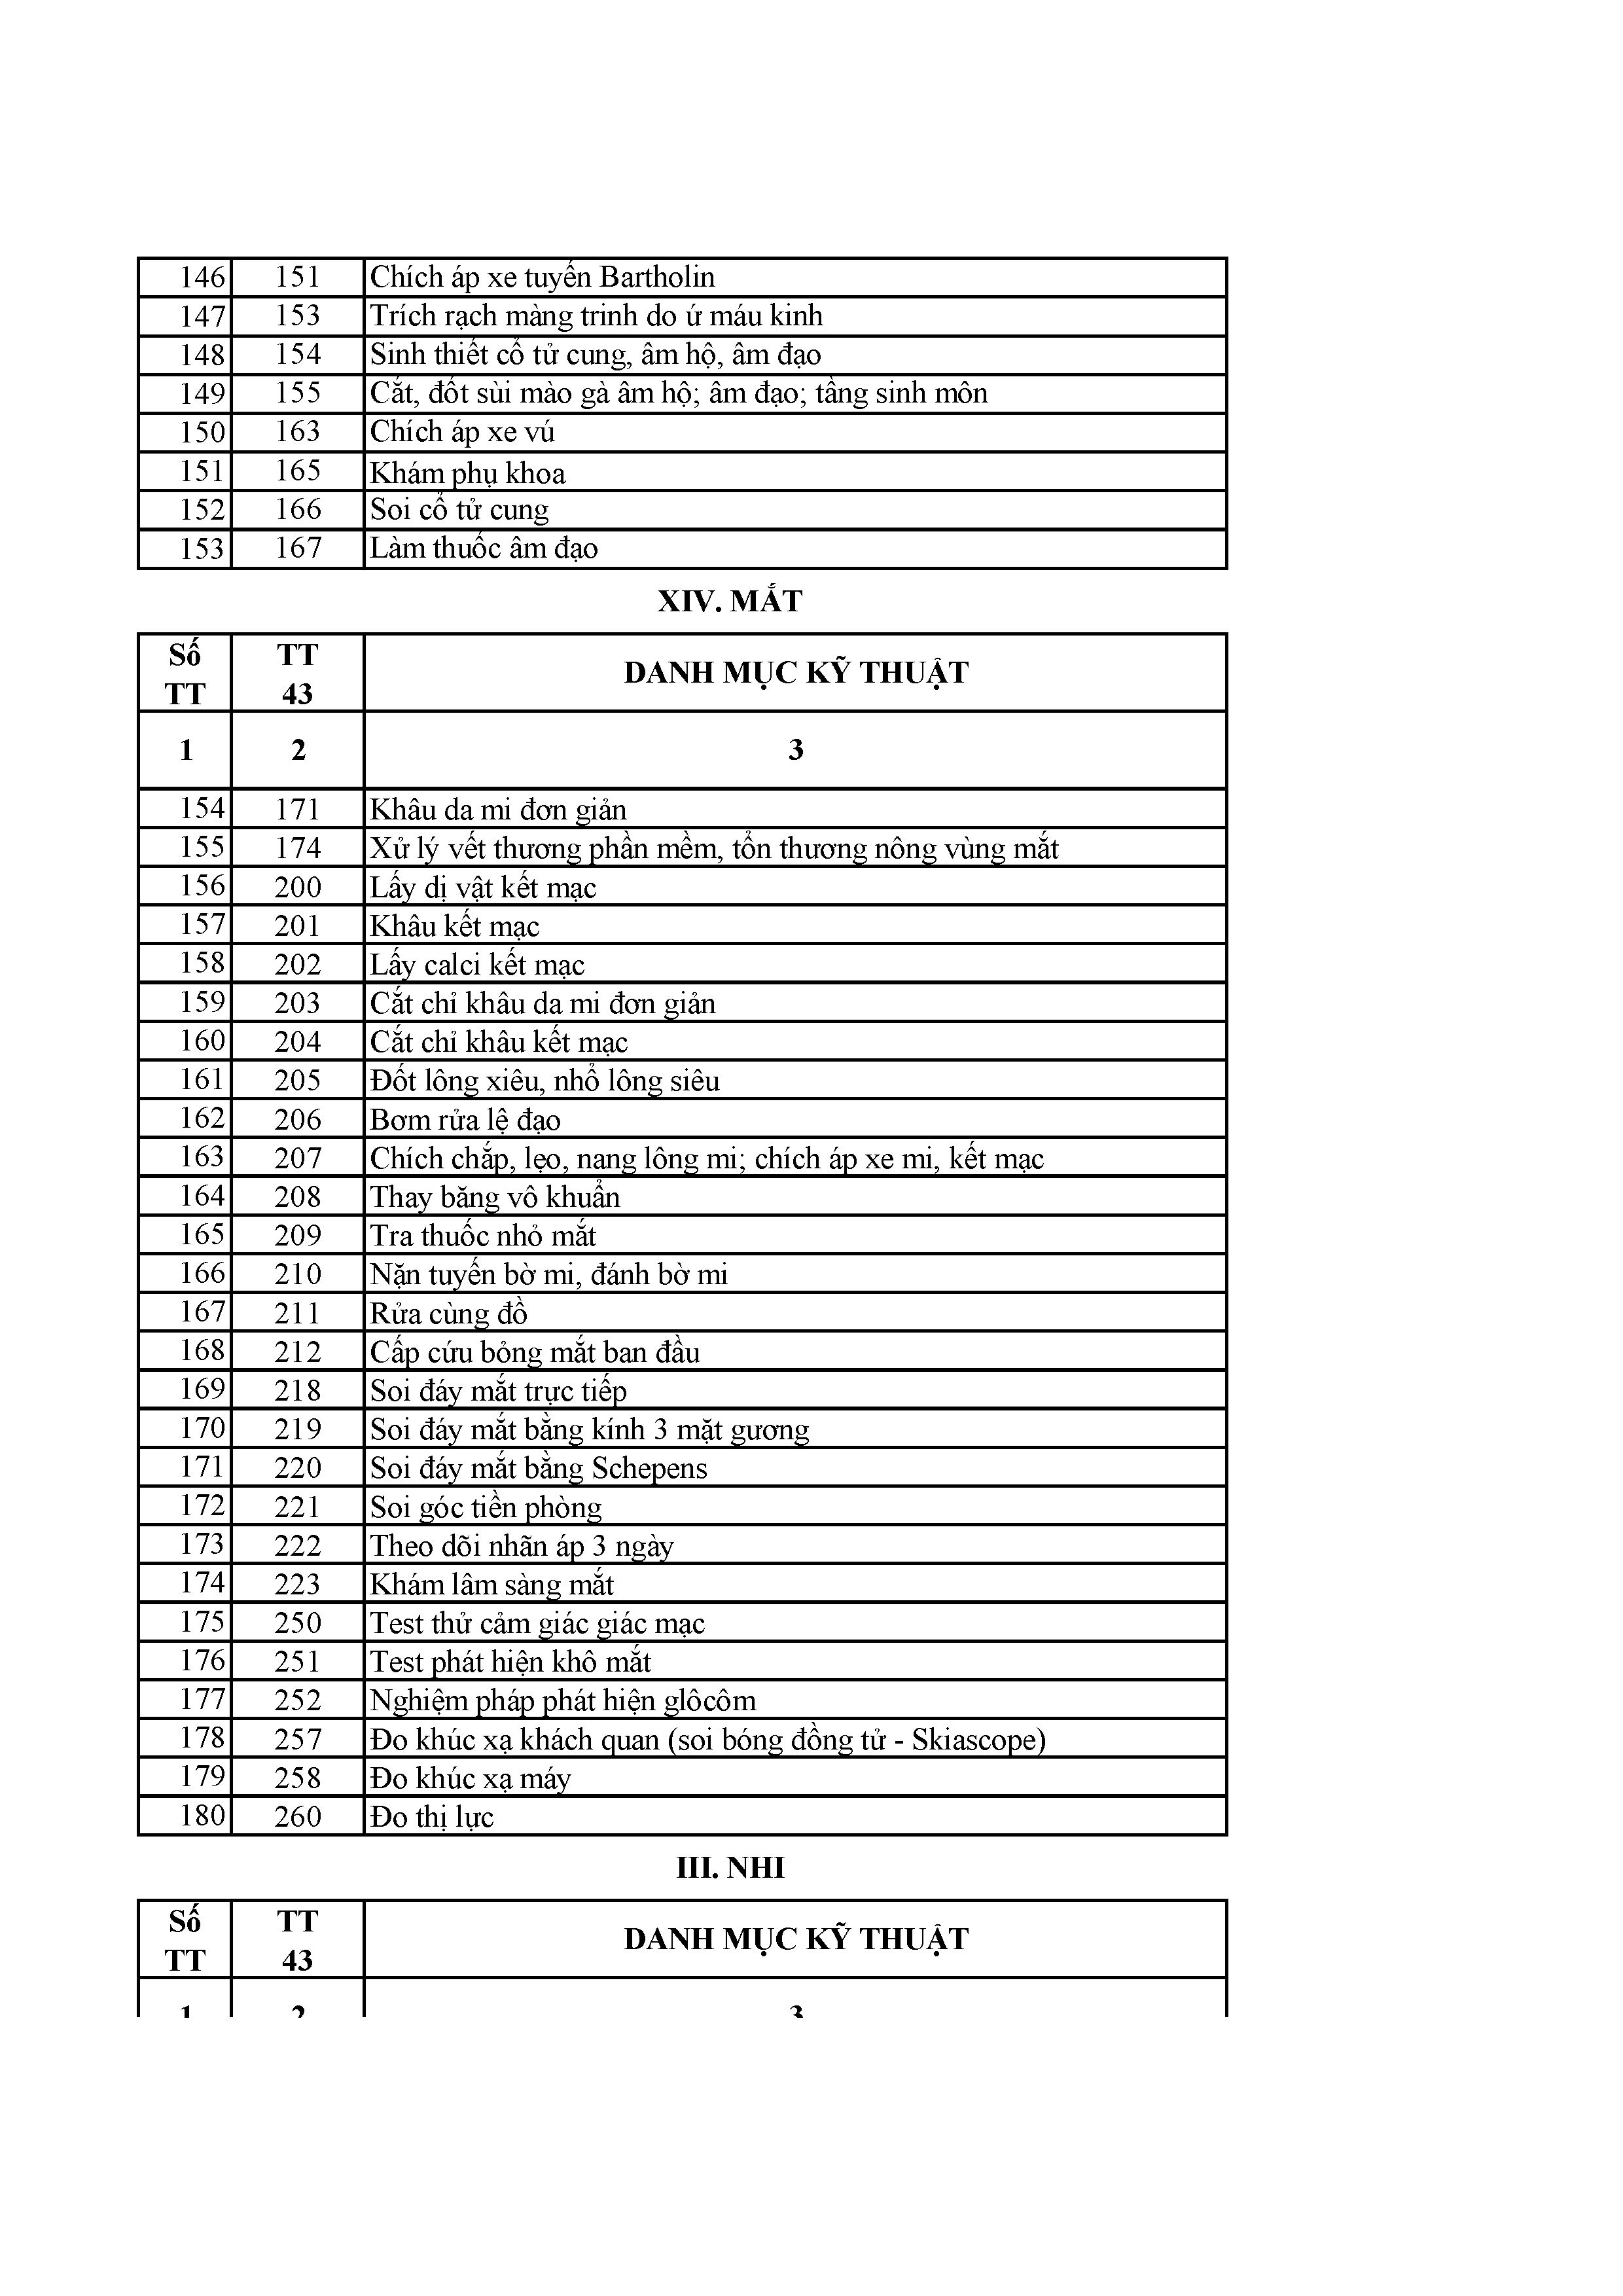 146 151 Chích áp xe tuyến Bartholin
147 153 Trích rạch màng trinh do ứ máu kinh
148 154 Sinh thiết cổ tử cung, âm hộ, âm đạo
149 155 Cắt, đốt sùi mào gà âm hộ; âm đạo; tầng sinh môn
150 163 Chích áp xe vú
151 165 Khám phụ khoa
152 166 Soi cổ tử cung
153 167 Làm thuốc âm đạo
XIV. MẮT
Số TT TT 43 DANH MỤC KỸ THUẬT
1 2 3
154 171 Khâu da mi đơn giản
155 174 Xử lý vết thương phần mềm, tổn thương nông vùng mắt
156 200 Lấy dị vật kết mạc
157 201 Khâu kết mạc
158 202 Lấy calci kết mạc
159 203 Cắt chỉ khâu da mi đơn giản
160 204 Cắt chỉ khâu kết mạc
161 205 Đốt lông xiêu, nhổ lông siêu
162 206 Bơm rửa lệ đạo
163 207 Chích chắp, lẹo, nang lông mi; chích áp xe mi, kết mạc
164 208 Thay băng vô khuẩn
165 209 Tra thuốc nhỏ mắt
166 210 Nặn tuyến bờ mi, đánh bờ mi
167 211 Rửa cùng đồ
168 212 Cấp cứu bỏng mắt ban đầu
169 218 Soi đáy mắt trực tiếp
170 219 Soi đáy mắt bằng kính 3 mặt gương
171 220 Soi đáy mắt bằng Schepens
172 221 Soi góc tiền phòng
173 222 Theo dõi nhãn áp 3 ngày
174 223 Khám lâm sàng mắt
175 250 Test thử cảm giác giác mạc
176 251 Test phát hiện khô mắt
177 252 Nghiệm pháp phát hiện glôcôm
178 257 Đo khúc xạ khách quan (soi bóng đồng tử - Skiascope)
179 258 Đo khúc xạ máy
180 260 Đo thị lực
III. NHI
Số TT TT 43 DANH MỤC KỸ THUẬT
1 2 3